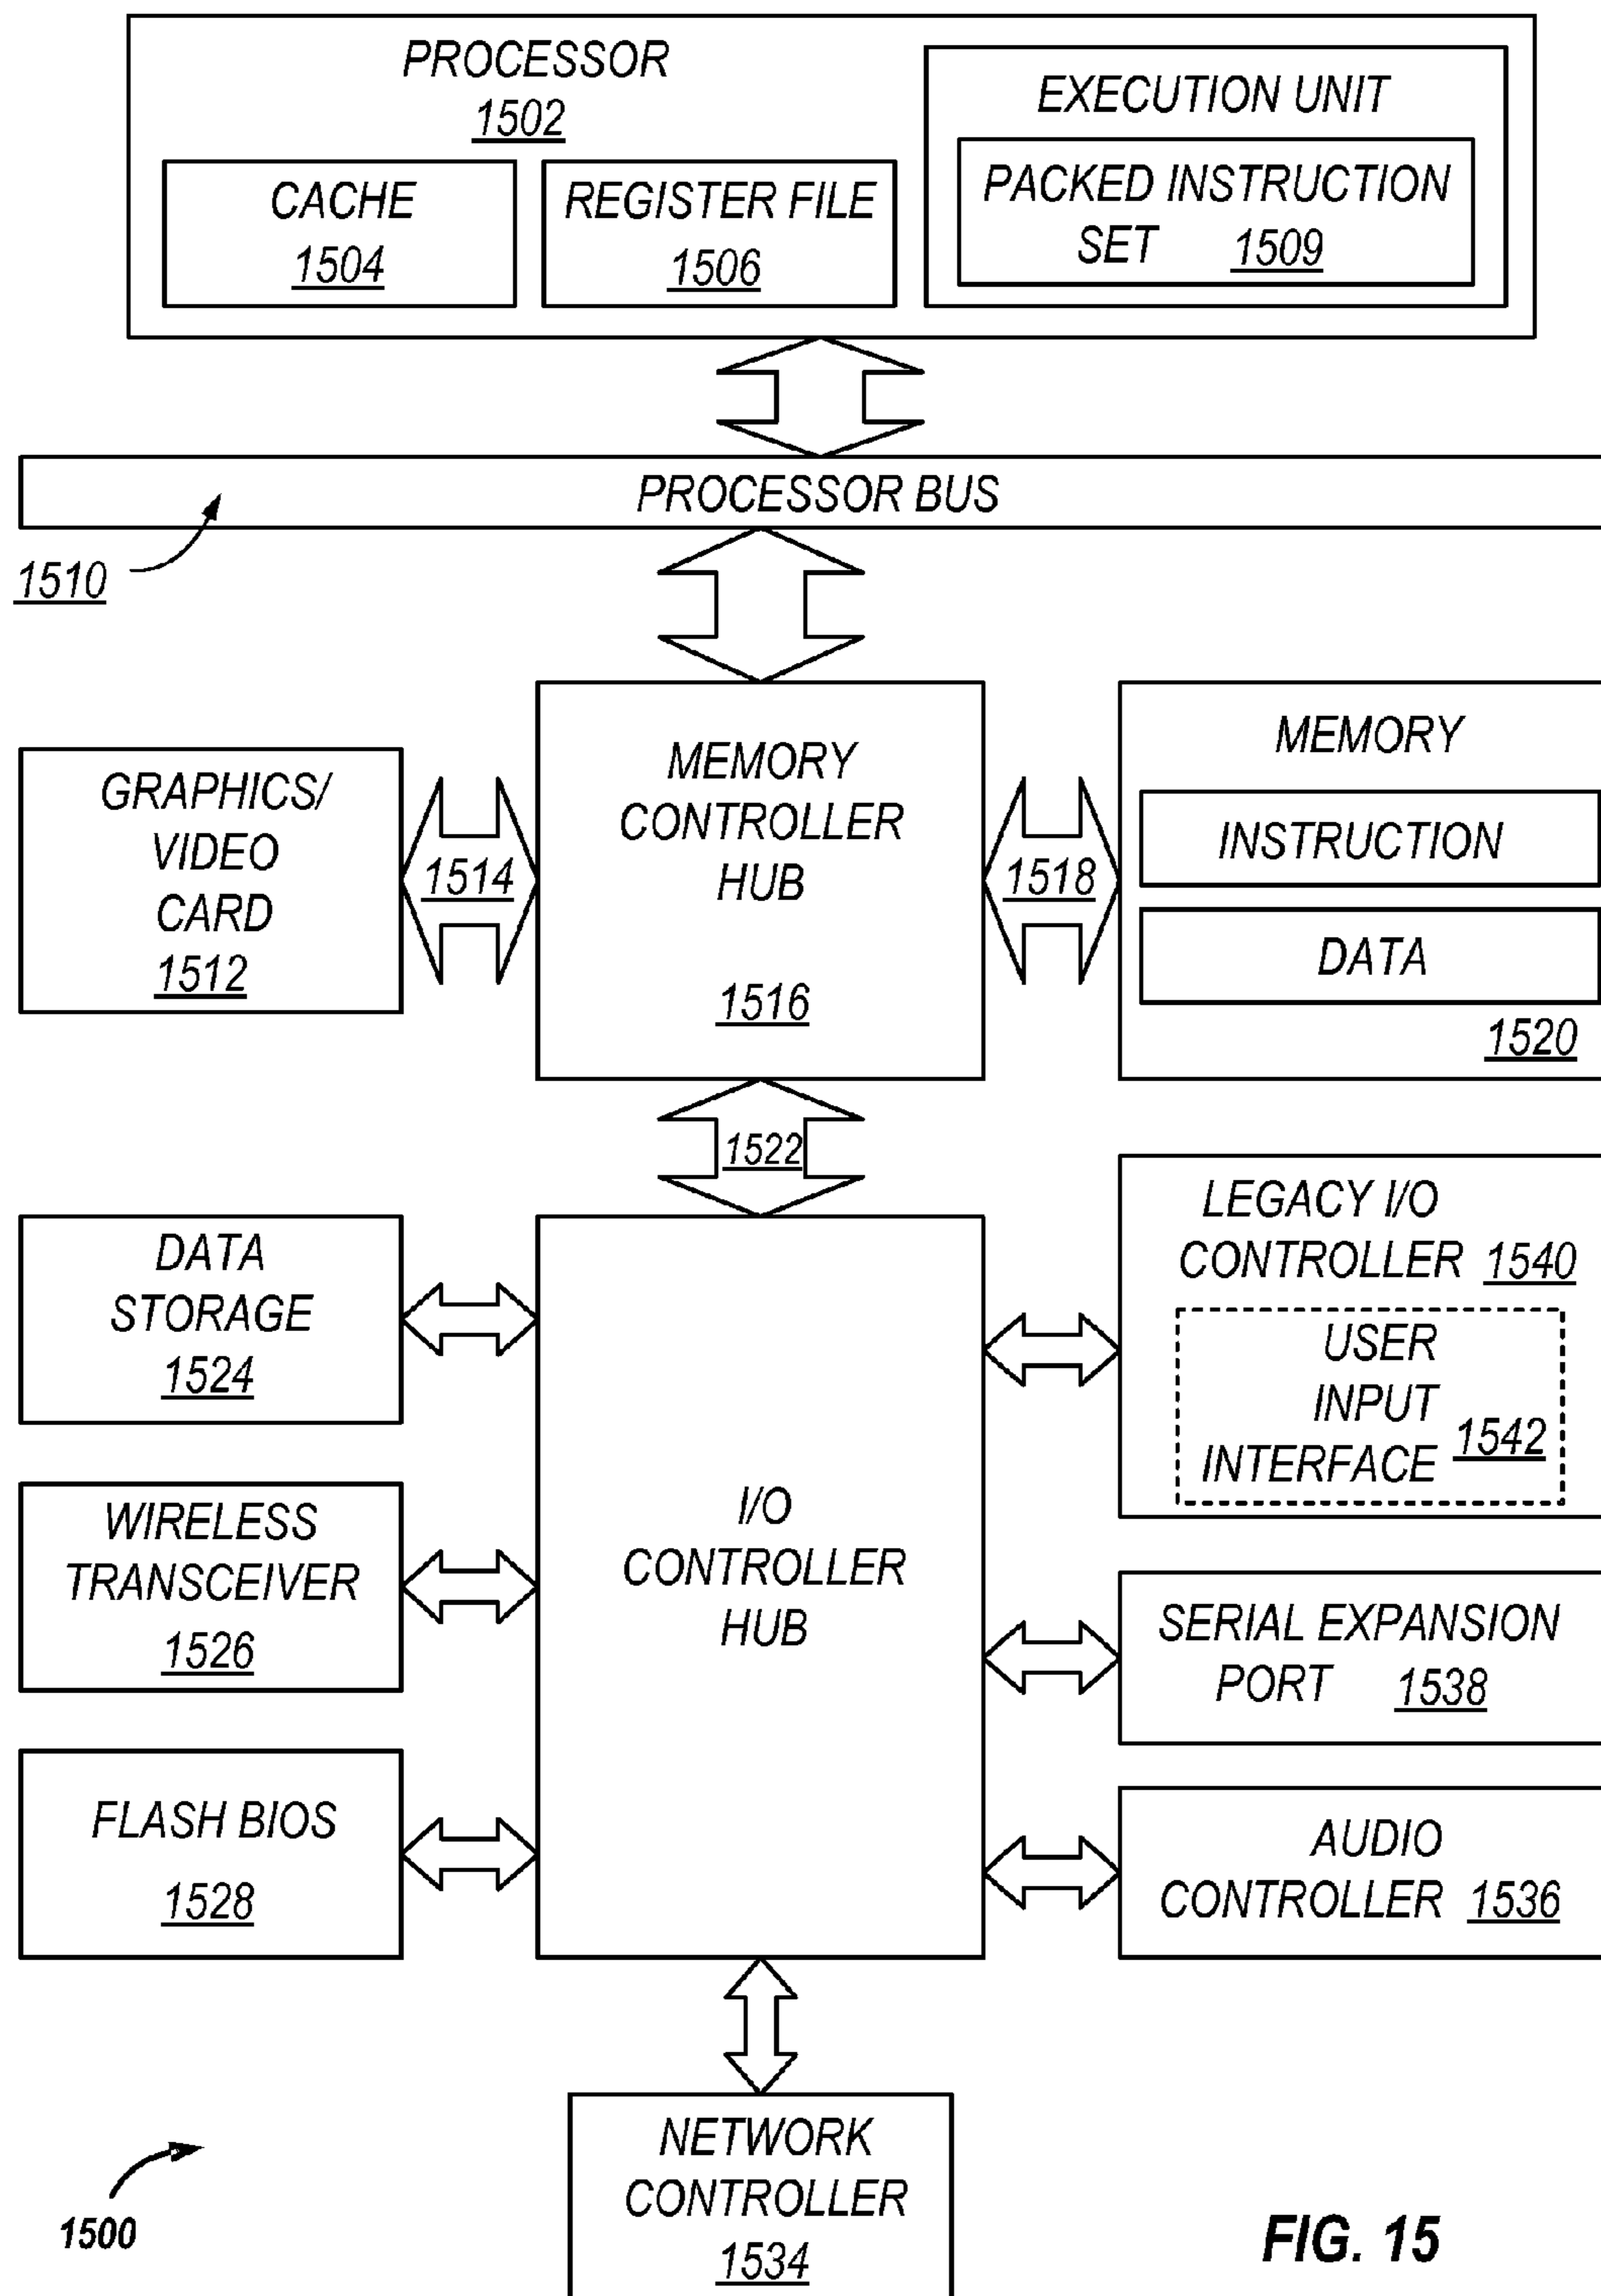 PROCESSOR
1502
CACHE
1504
REGISTER FILE
1506
EXECUTION UNIT
PACKED INSTRUCTION
SET 1509
PROCESSOR BUS
1510
GRAPHICS/
VIDEO
CARD
1512
1514
MEMORY
CONTROLLER
HUB
1516
1518
MEMORY
INSTRUCTION
DATA
1520
1522
DATA
STORAGE
1524
WIRELESS
TRANSCEIVER
1526
FLASH BIOS
1528
I/O
CONTROLLER
HUB
LEGACY I/O
CONTROLLER 1540
USER
INPUT
INTERFACE 1542
SERIAL EXPANSION
PORT 1538
AUDIO
CONTROLLER 1536
NETWORK
CONTROLLER
1534
1500
FIG. 15